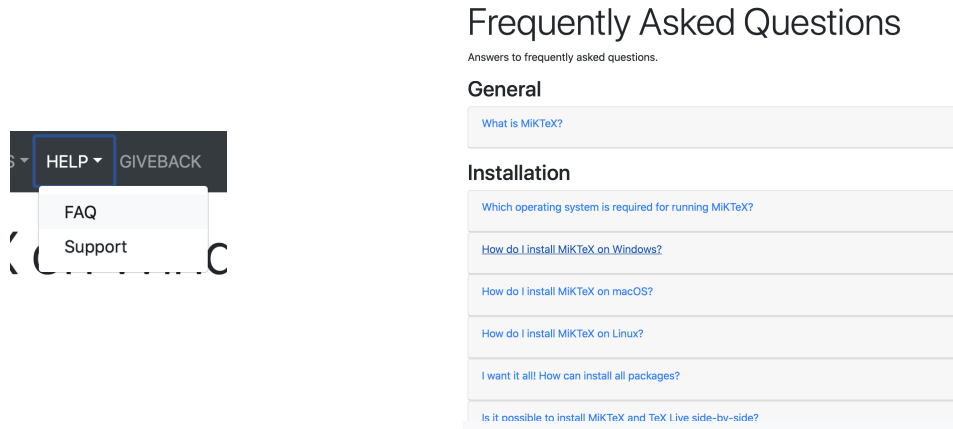 HELP
GIVEBACK
FAQ
Support
Frequently Asked Questions
Answers to frequently asked questions.
General
What is MiKTeX?
Installation
Which operating system is required for running MiKTeX?
How do I install MiKTeX on Windows?
How do I install MiKTeX on macOS?
How do I install MiKTeX on Linux?
I want it all! How can install all packages?
Is it possible to install MiKTeX and TeX Live side-by-side?